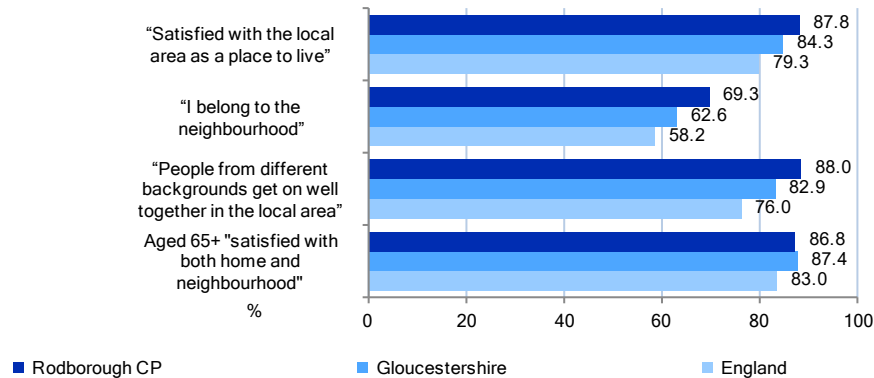 “Satisfied with the local
area as a place to live”
87.8
84.3
79.3
“I belong to the
neighbourhood”
69.3
62.6
58.2
“People from different
backgrounds get on well
together in the local area”
88.0
82.9
76.0
Aged 65+ "satisfied with
both home and
neighbourhood"
86.8
87.4
83.0
%
0 20 40 60 80 100
Rodborough CP Gloucestershire England